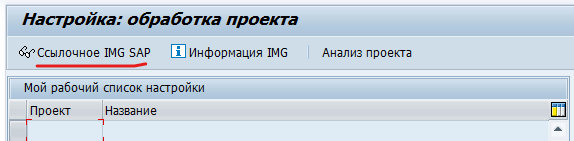 Настройка: обработка проекта
Ссылочное IMG SAP Информация IMG Анализ проекта
Мой рабочий список настройки
Проект Название